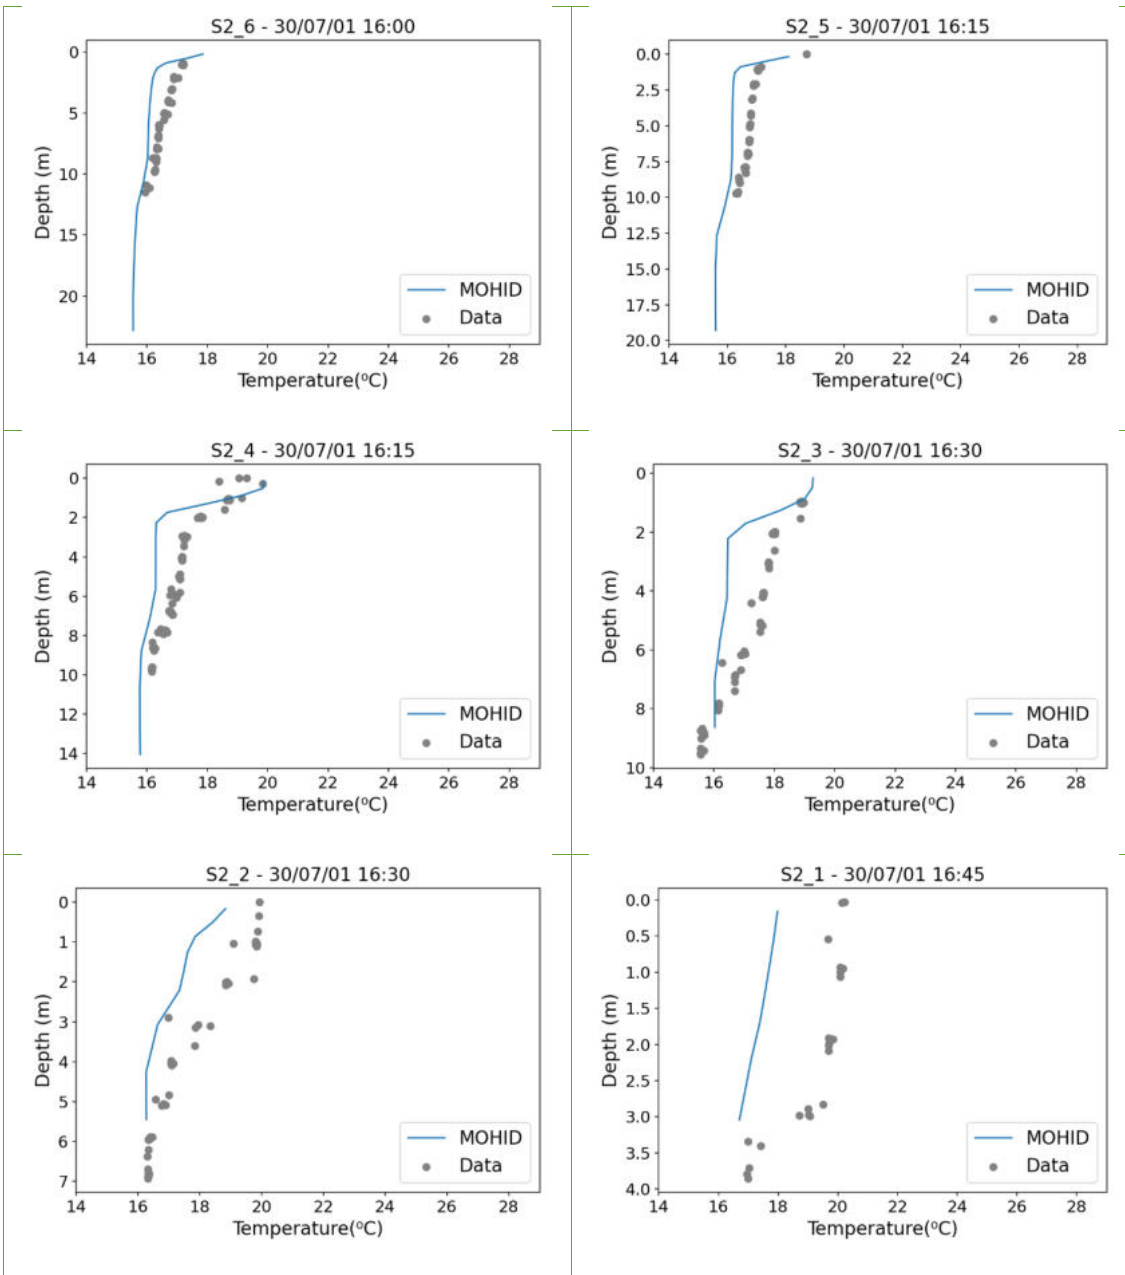 S2_6 - 30/07/01 16:00
0
5
10
15
20
Depth (m)
MOHID
Data
14 16 18 20 22 24 26 28
Temperature(ºC)
S2_5 - 30/07/01 16:15
0.0
2.5
5.0
7.5
10.0
12.5
15.0
17.5
20.0
Depth (m)
MOHID
Data
14 16 18 20 22 24 26 28
Temperature(ºC)
S2_4 - 30/07/01 16:15
0
2
4
6
8
10
12
14
Depth (m)
MOHID
Data
14 16 18 20 22 24 26 28
Temperature(ºC)
S2_3 - 30/07/01 16:30
0
2
4
6
8
10
Depth (m)
MOHID
Data
14 16 18 20 22 24 26 28
Temperature(ºC)
S2_2 - 30/07/01 16:30
0
1
2
3
4
5
6
7
Depth (m)
MOHID
Data
14 16 18 20 22 24 26 28
Temperature(ºC)
S2_1 - 30/07/01 16:45
0.0
0.5
1.0
1.5
2.0
2.5
3.0
3.5
4.0
Depth (m)
MOHID
Data
14 16 18 20 22 24 26 28
Temperature(ºC)